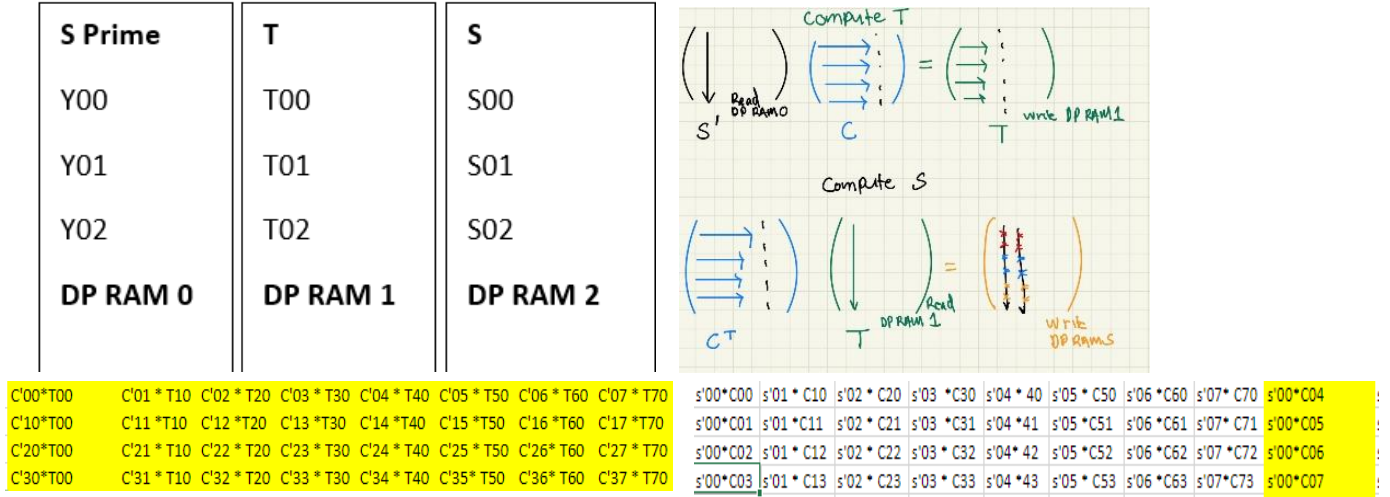 S Prime
Y00
Y01
Y02
DP RAM 0
T
T00
T01
T02
DP RAM 1
S
S00
S01
S02
DP RAM 2
Compute T
Read
DP RAM0
S'
C
=
T
write DP RAM1
Compute S
C T
T
Read
DP RAM 1
=
Write
DP RAMS
C'00*T00 C'01 * T10 C'02 * T20 C'03 * T30 C'04 * T40 C'05 * T50 C'06 * T60 C'07 * T70
C'10*T00 C'11 *T10 C'12 *T20 C'13 *T30 C'14 *T40 C'15 *T50 C'16 *T60 C'17 *T70
C'20*T00 C'21 * T10 C'22 * T20 C'23 * T30 C'24 * T40 C'25 * T50 C'26* T60 C'27 * T70
C'30*T00 C'31 * T10 C'32 * T20 C'33 * T30 C'34 * T40 C'35* T50 C'36* T60 C'37 * T70
s'00*C00 s'01 * C10 s'02 * C20 s'03 *C30 s'04 * 40 s'05 * C50 s'06 *C60 s'07* C70 s'00*C04
s'00*C01 s'01 *C11 s'02 * C21 s'03 *C31 s'04 *41 s'05 *C51 s'06 *C61 s'07* C71 s'00*C05
s'00*C02 s'01 * C12 s'02 * C22 s'03 * C32 s'04* 42 s'05 *C52 s'06 *C62 s'07 *C72 s'00*C06
s'00*C03 s'01 * C13 s'02 * C23 s'03 * C33 s'04 *43 s'05 * C53 s'06 *C63 s'07*C73 s'00*C07